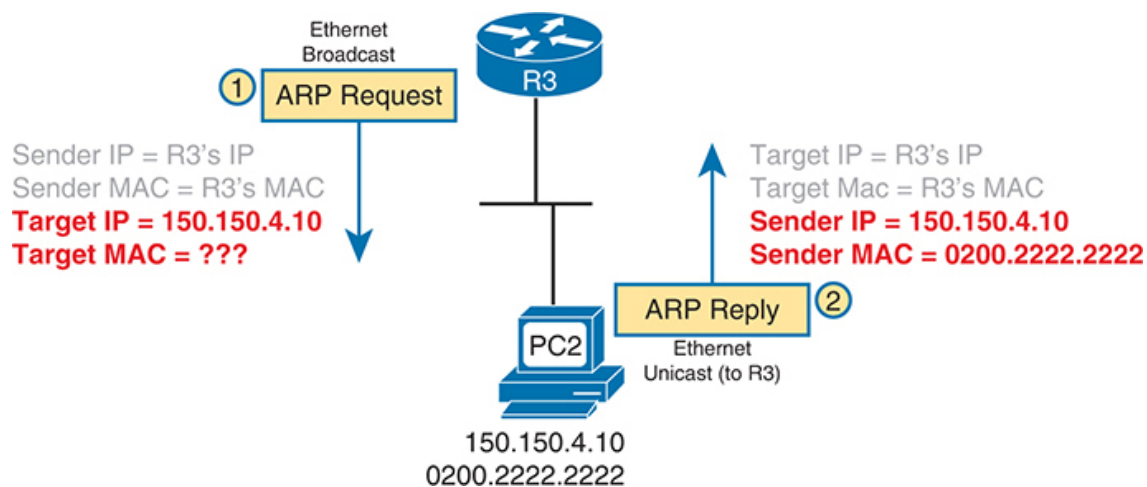 Ethernet
Broadcast
1
ARP Request
R3
Sender IP = R3's IP
Sender MAC = R3's MAC
Target IP = 150.150.4.10
Target MAC = ???
Target IP = R3's IP
Target Mac = R3's MAC
Sender IP = 150.150.4.10
Sender MAC = 0200.2222.2222
ARP Reply
2
Ethernet
Unicast (to R3)
PC2
150.150.4.10
0200.2222.2222